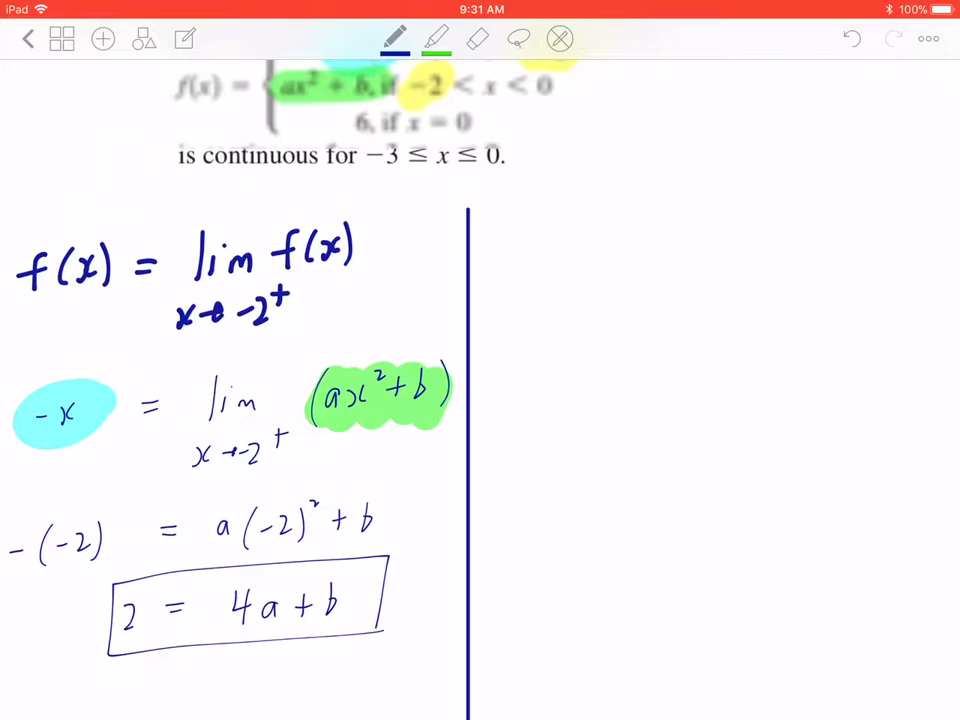 iPad 9:31 AM 100%
f(x) = { ax² + b, if −2 < x < 0
6, if x = 0
is continuous for −3 ≤ x ≤ 0.
f(x) = lim f(x)
x→-2⁺
-x = lim (ax²+b)
x→-2⁺
-(-2) = a(-2)²+b
2 = 4a+b